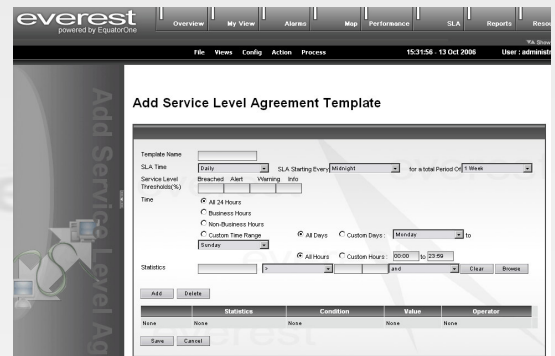 everest
powered by EquatorOne
Overview My View Alarms Map Performance SLA Reports Reso
Show
File Views Config Action Process 15:31:56 - 13 Oct 2006 User : administr
Add Service Level Ag
Add Service Level Agreement Template
Template Name
SLA Time Daily SLA Starting Every Midnight for a total Period Of 1 Week
Service Level Thresholds(%) Breached Alert Warning Info
Time All 24 Hours
Business Hours
Non-Business Hours
Custom Time Range All Days Custom Days : Monday to
Sunday
All Hours Custom Hours : 00:00 to 23:59
Statistics > and Clear Browse
Add Delete
Statistics Condition Value Operator
None None None None None
Save Cancel
everest